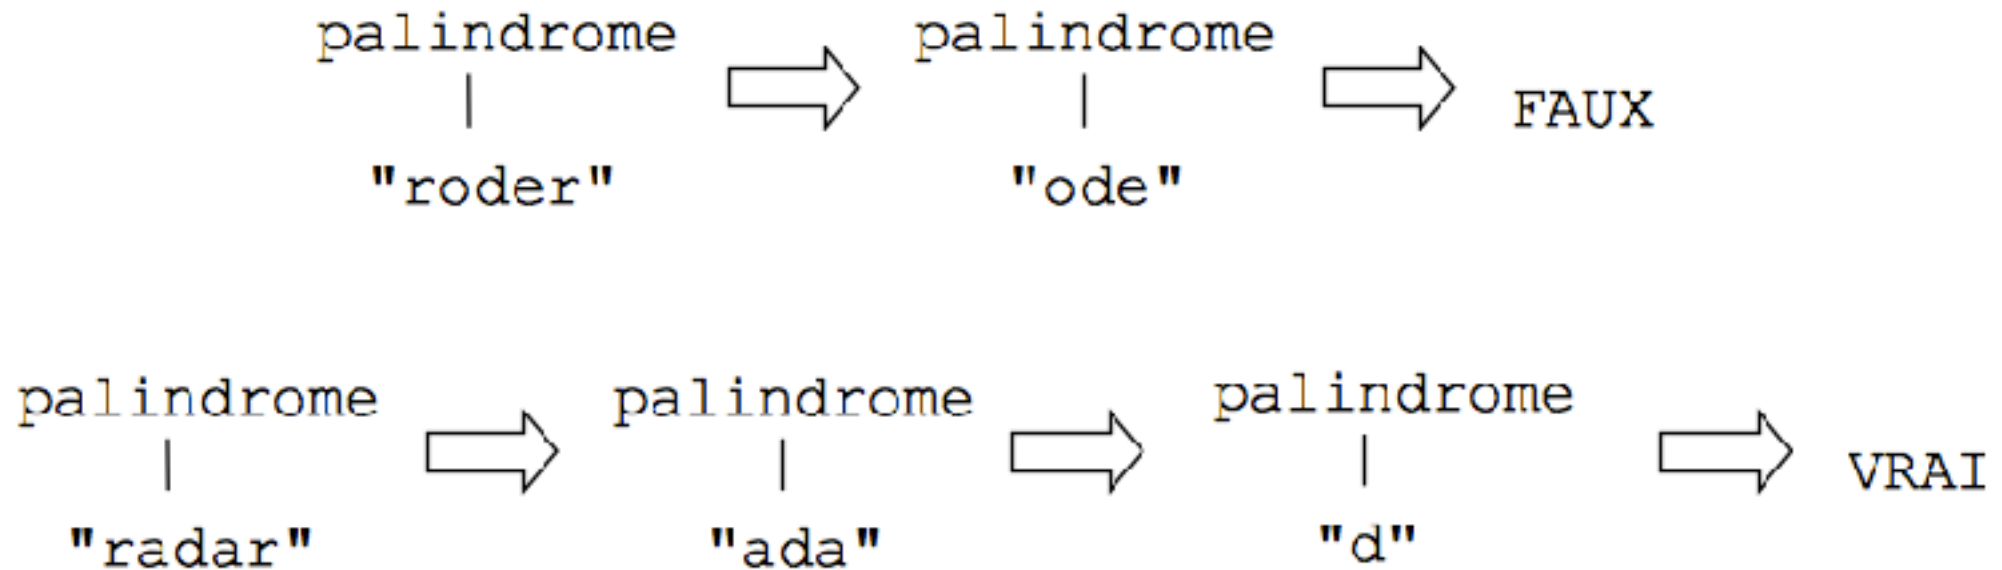 palindrome palindrome
FAUX
"roder" "ode"
palindrome palindrome palindrome
VRAI
"radar" "ada" "d"